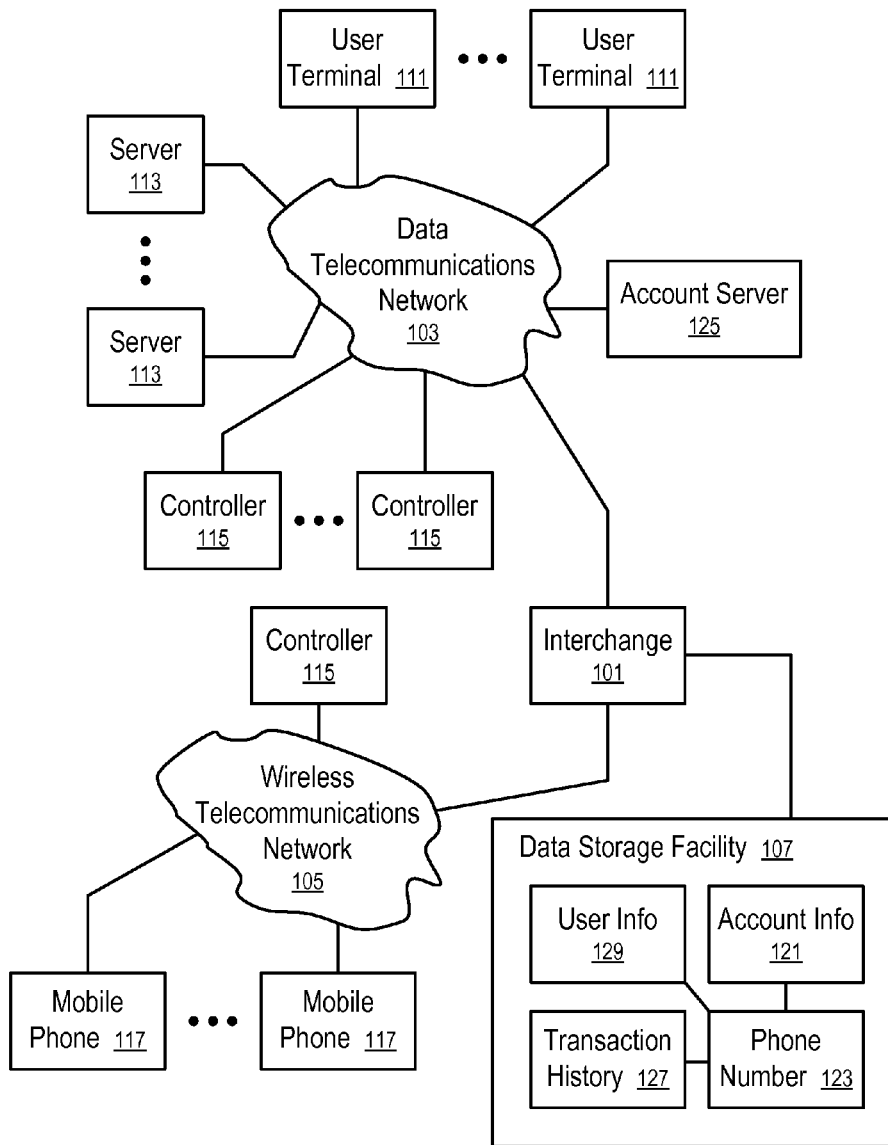 User
Terminal 111
User
Terminal 111
Server
113
Server
113
Data
Telecommunications
Network
103
Account Server
125
Controller
115
Controller
115
Controller
115
Interchange
101
Wireless
Telecommunications
Network
105
Data Storage Facility 107
User Info
129
Account Info
121
Transaction
History 127
Phone
Number 123
Mobile
Phone 117
Mobile
Phone 117